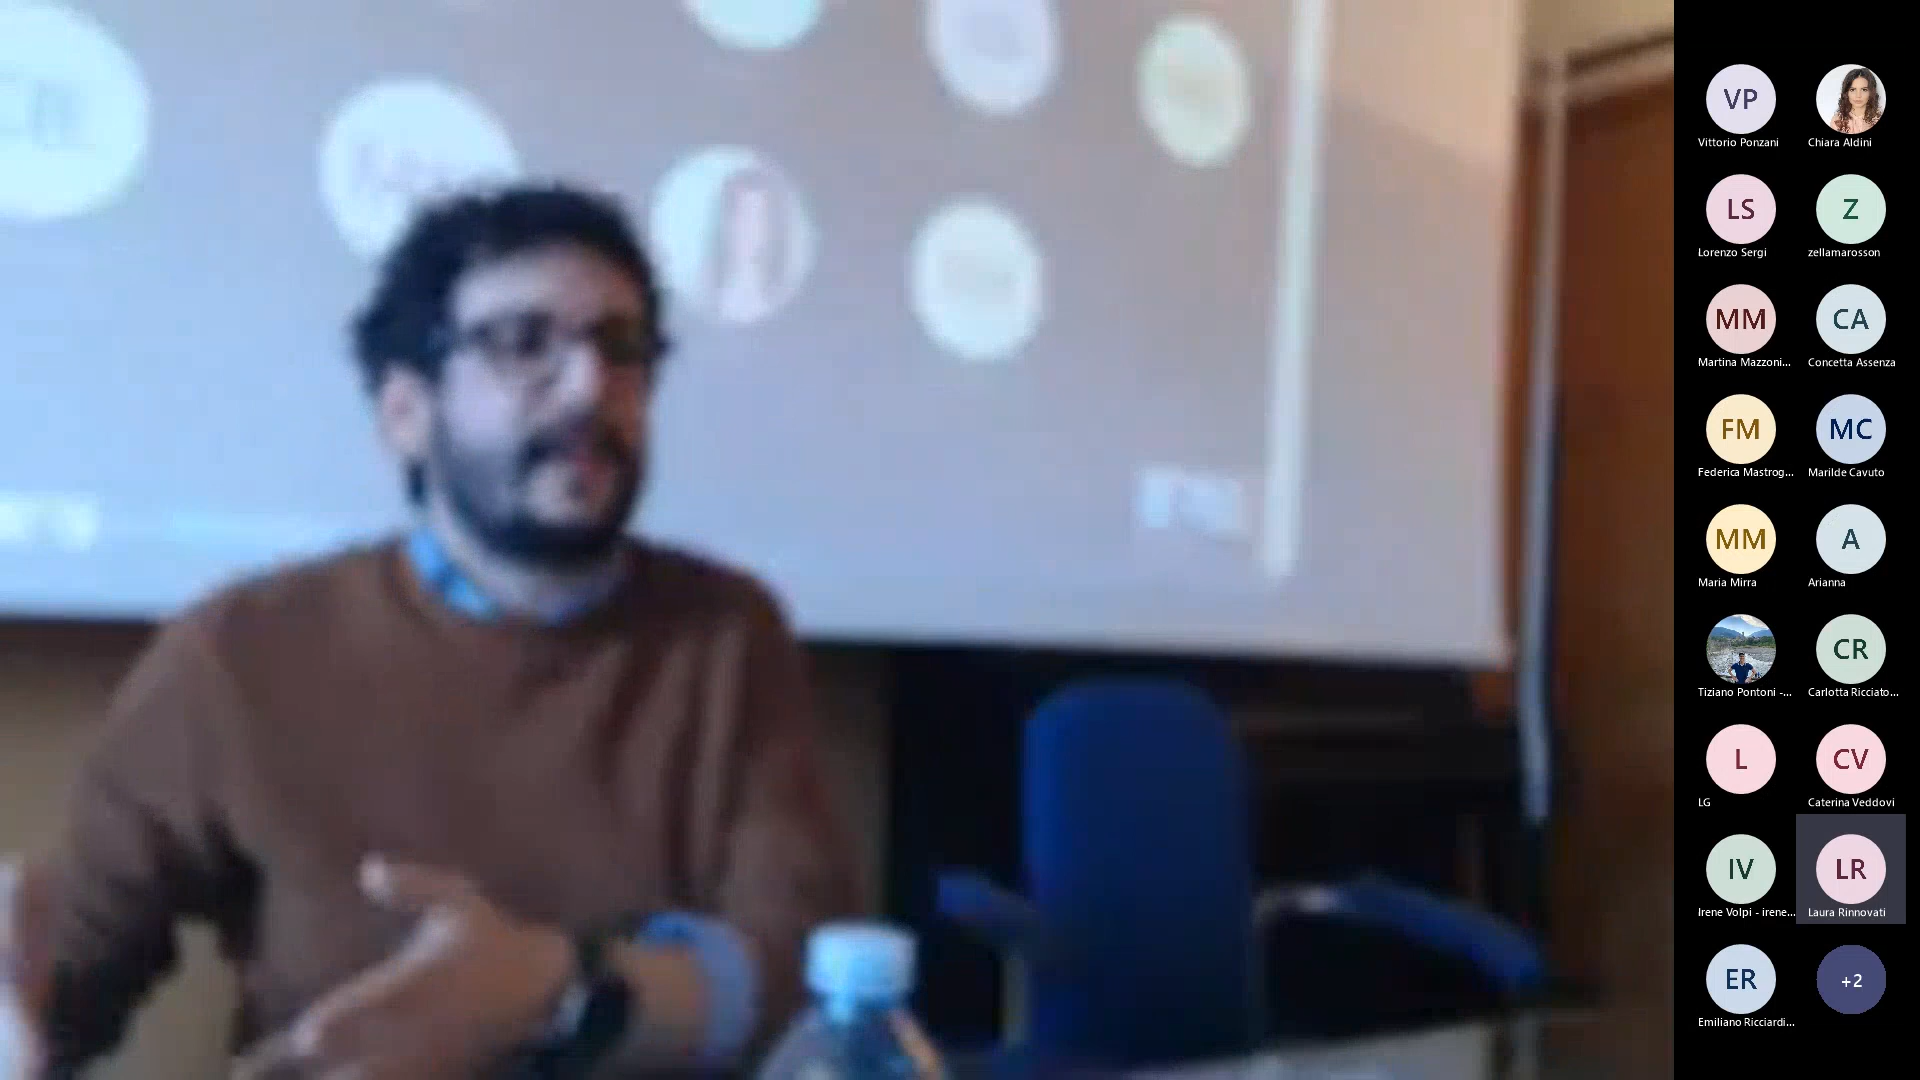 VP
Vittorio Ponzani
Chiara Aldini
LS
Lorenzo Sergi
Z
zellamarosson
MM
Martina Mazzoni...
CA
Concetta Assenza
FM
Federica Mastrog...
MC
Marilde Cavuto
MM
Maria Mirra
A
Arianna
Tiziano Pontoni -...
CR
Carlotta Ricciato...
L
LG
CV
Caterina Veddovi
IV
Irene Volpi - irene...
LR
Laura Rinnovati
ER
Emiliano Ricciardi...
+2